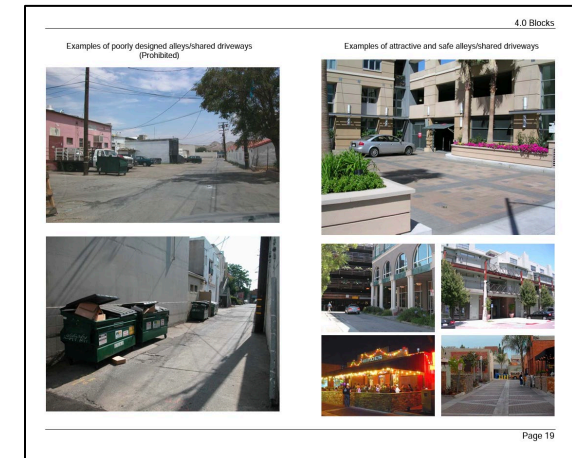 4.0 Blocks
Examples of poorly designed alleys/shared driveways
(Prohibited)
Examples of attractive and safe alleys/shared driveways
Page 19